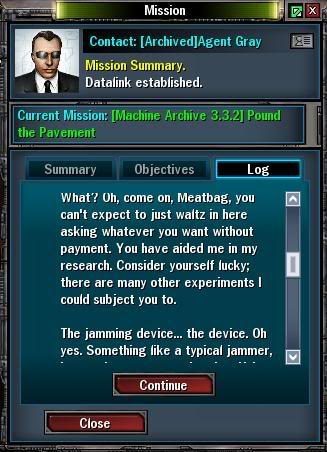 Mission
Contact: [Archived]Agent Gray
Mission Summary.
Datalink established.
Current Mission: [Machine Archive 3.3.2] Pound
the Pavement
Summary
Objectives
Log
What? Oh, come on, Meatbag, you
can't expect to just waltz in here
asking whatever you want without
payment. You have aided me in my
research. Consider yourself lucky;
there are many other experiments I
could subject you to.
The jamming device... the device. Oh
yes. Something like a typical jammer,
Continue
Close